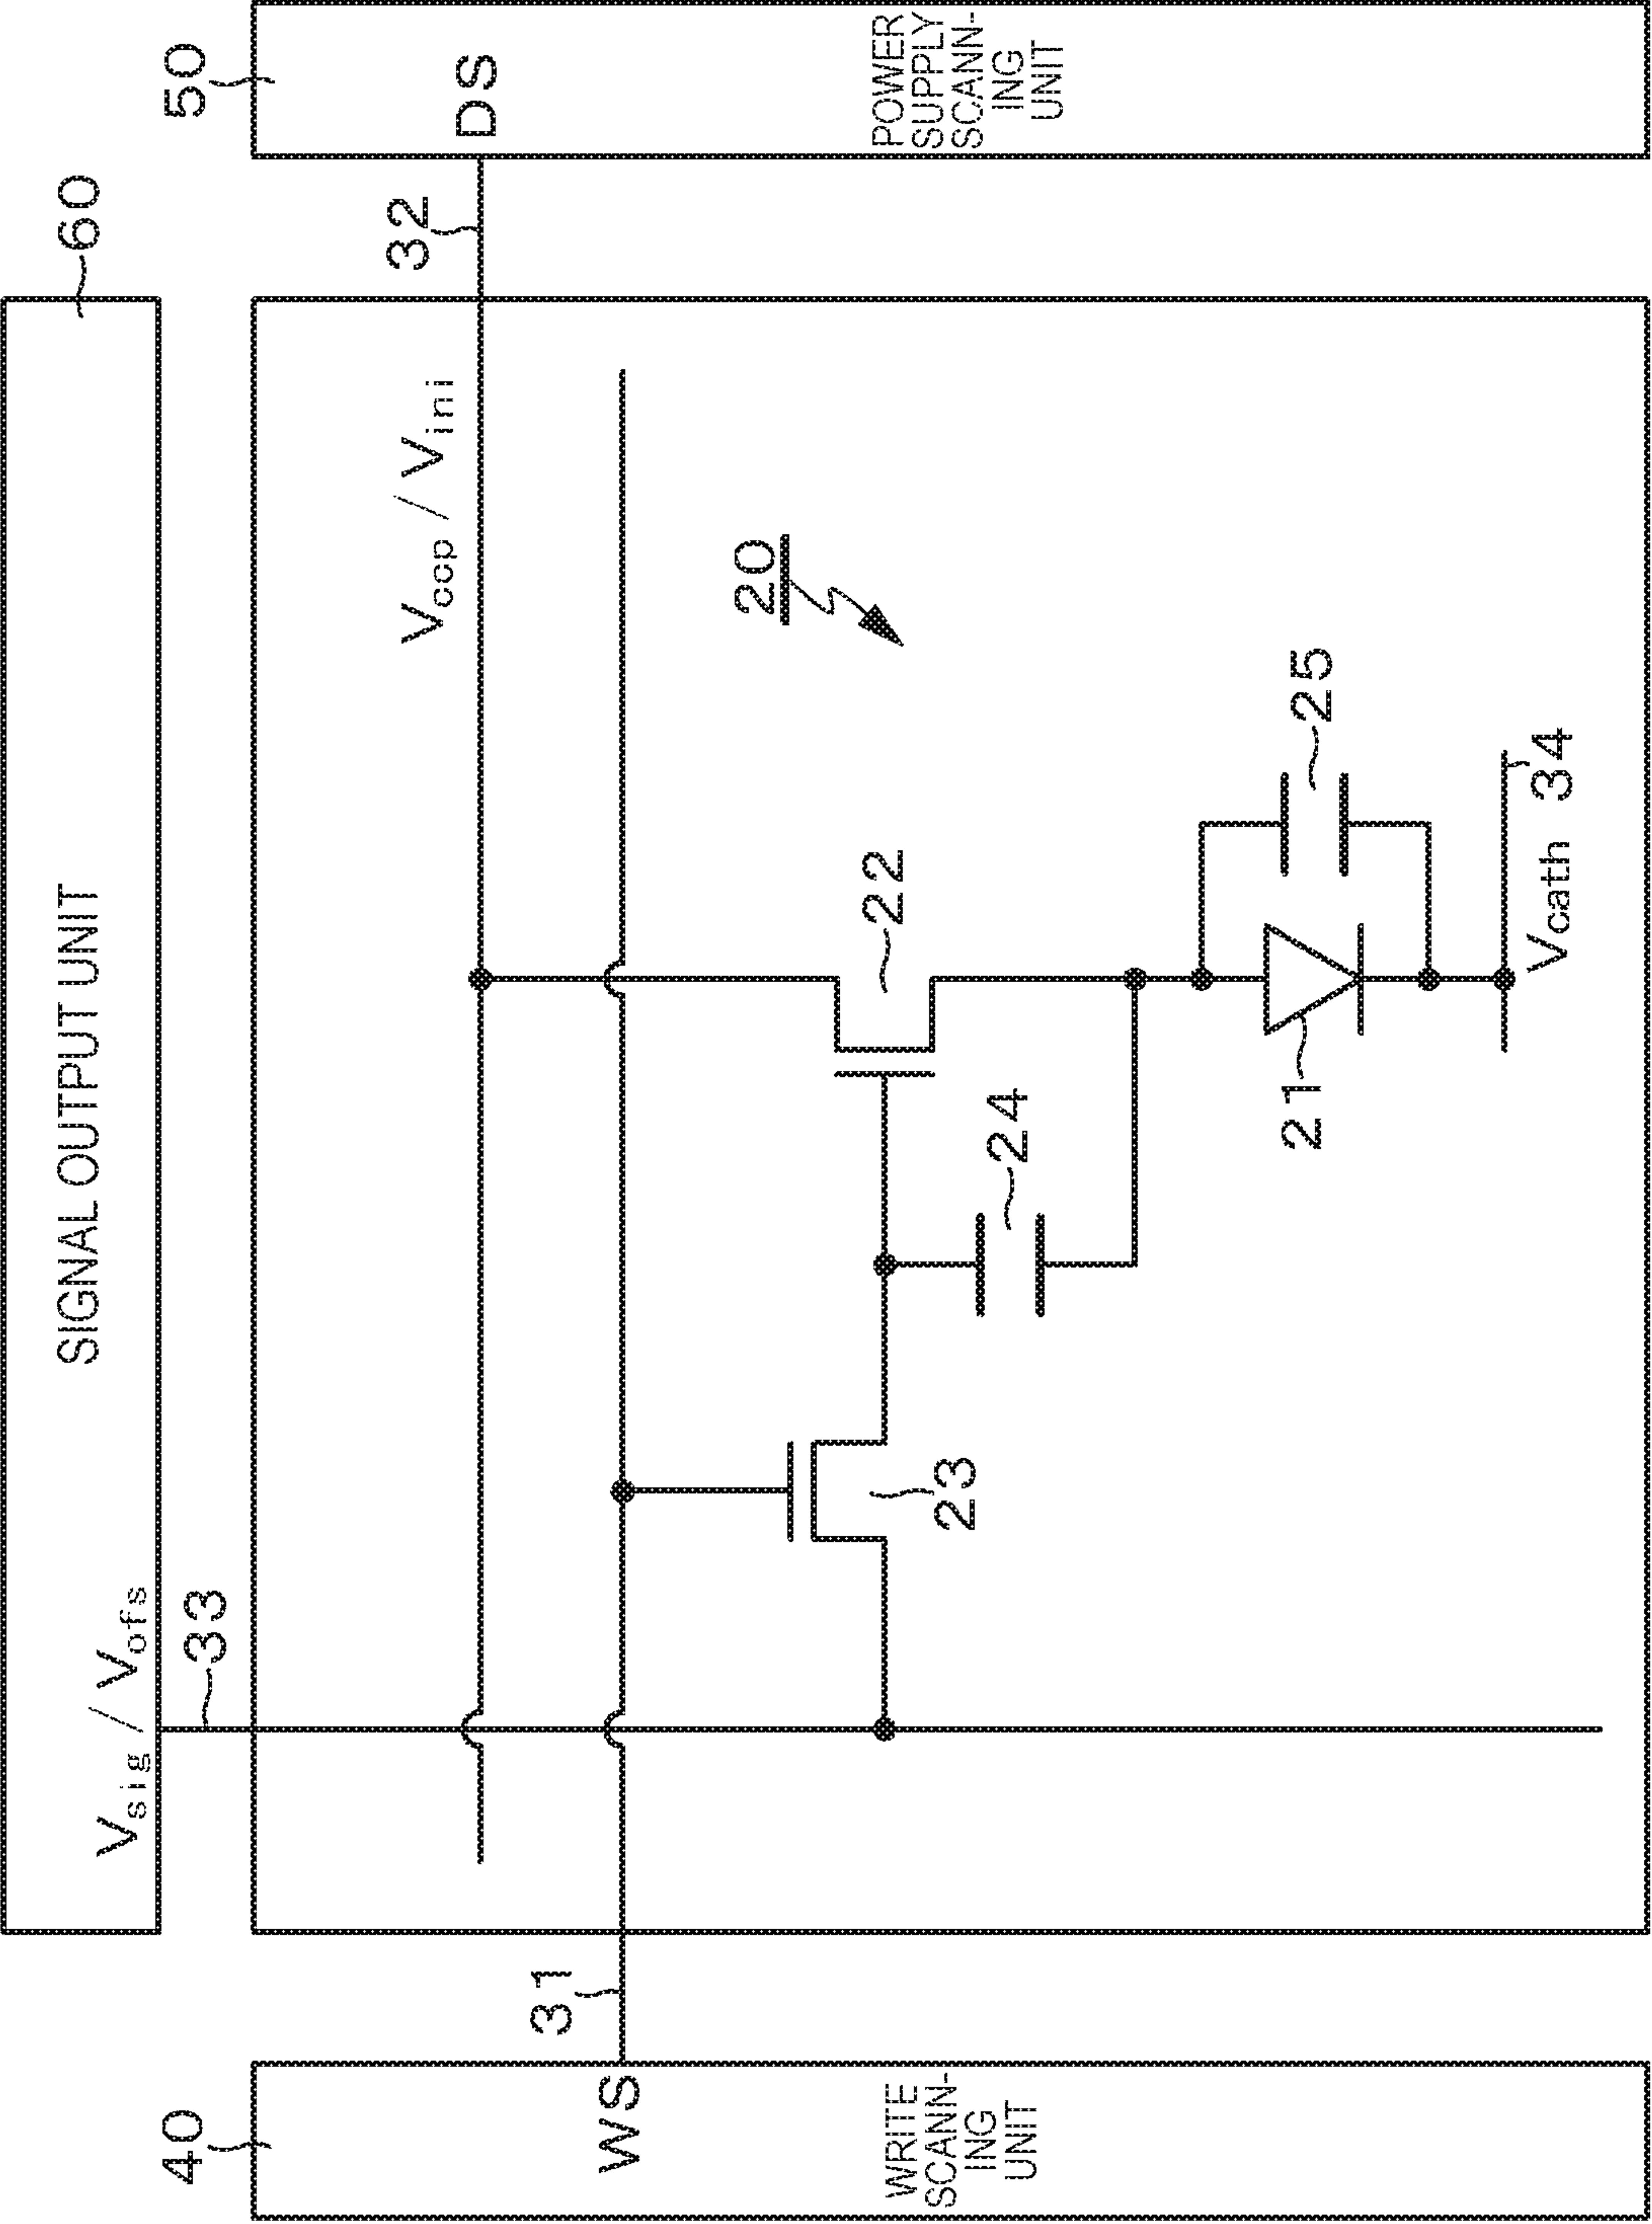 60
SIGNAL OUTPUT UNIT
Vsig / Vofs
33
40
WS
WRITE
SCANN-
ING
UNIT
31
50
DS
POWER
SUPPLY
SCANN-
ING
UNIT
32
Vccp / Vini
20
22
23
24
25
21
Vcath 34